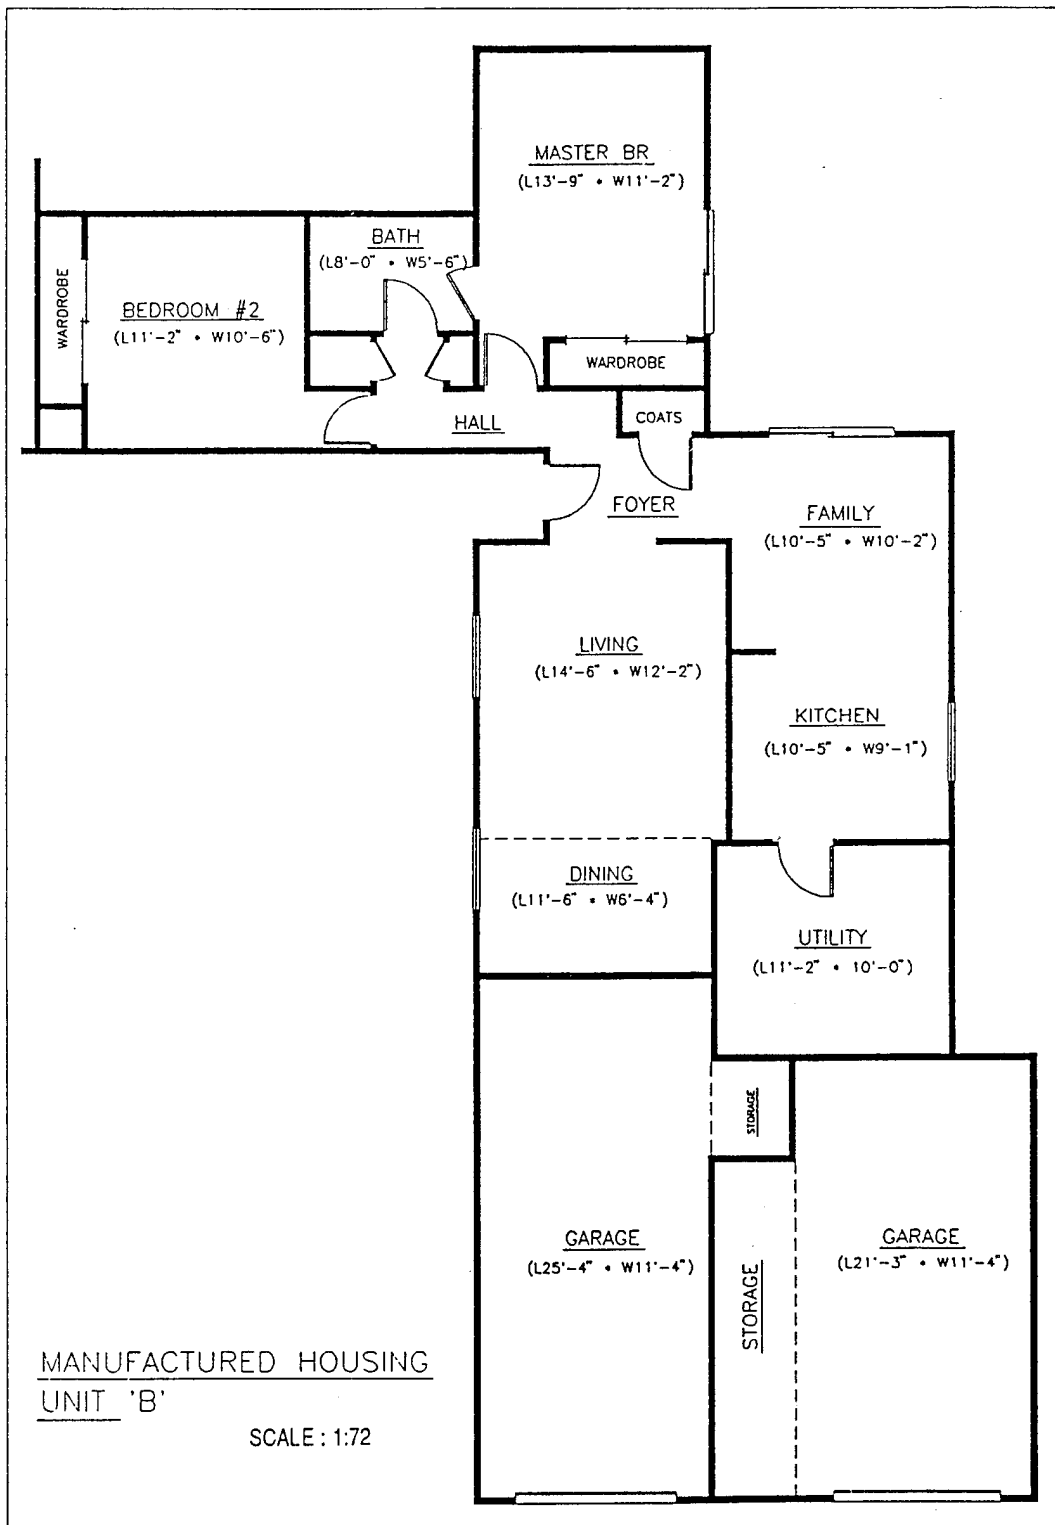 MASTER BR
(L13'-9" • W11'-2")
BATH
(L8'-0" • W5'-6")
WARDROBE
BEDROOM #2
(L11'-2" • W10'-6")
WARDROBE
COATS
HALL
FOYER
FAMILY
(L10'-5" • W10'-2")
LIVING
(L14'-6" • W12'-2")
KITCHEN
(L10'-5" • W9'-1")
DINING
(L11'-6" • W6'-4")
UTILITY
(L11'-2" • 10'-0")
STORAGE
GARAGE
(L25'-4" • W11'-4")
GARAGE
(L21'-3" • W11'-4")
STORAGE
MANUFACTURED HOUSING
UNIT 'B'
SCALE : 1:72